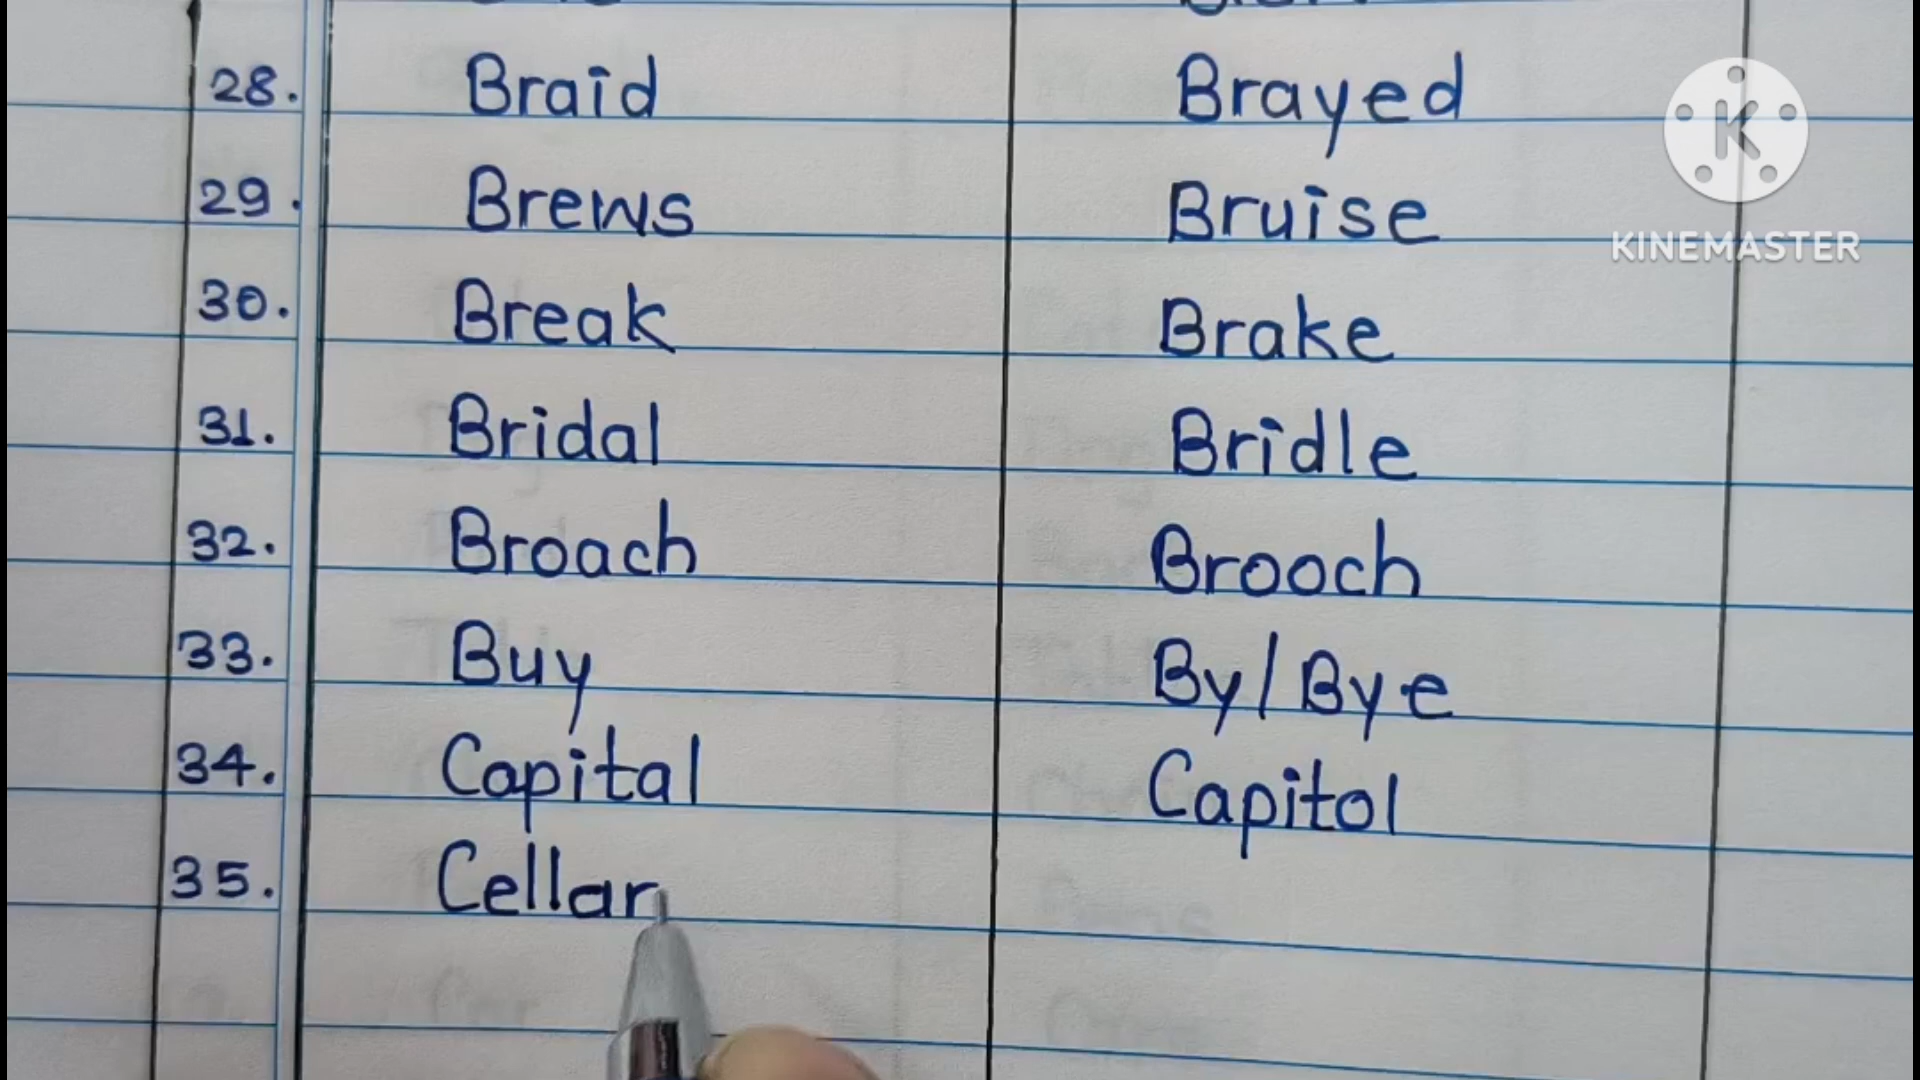 28. Braid Brayed
29. Brews Bruise
30. Break Brake
31. Bridal Bridle
32. Broach Brooch
33. Buy By/Bye
34. Capital Capitol
35. Cellar
K
KINEMASTER